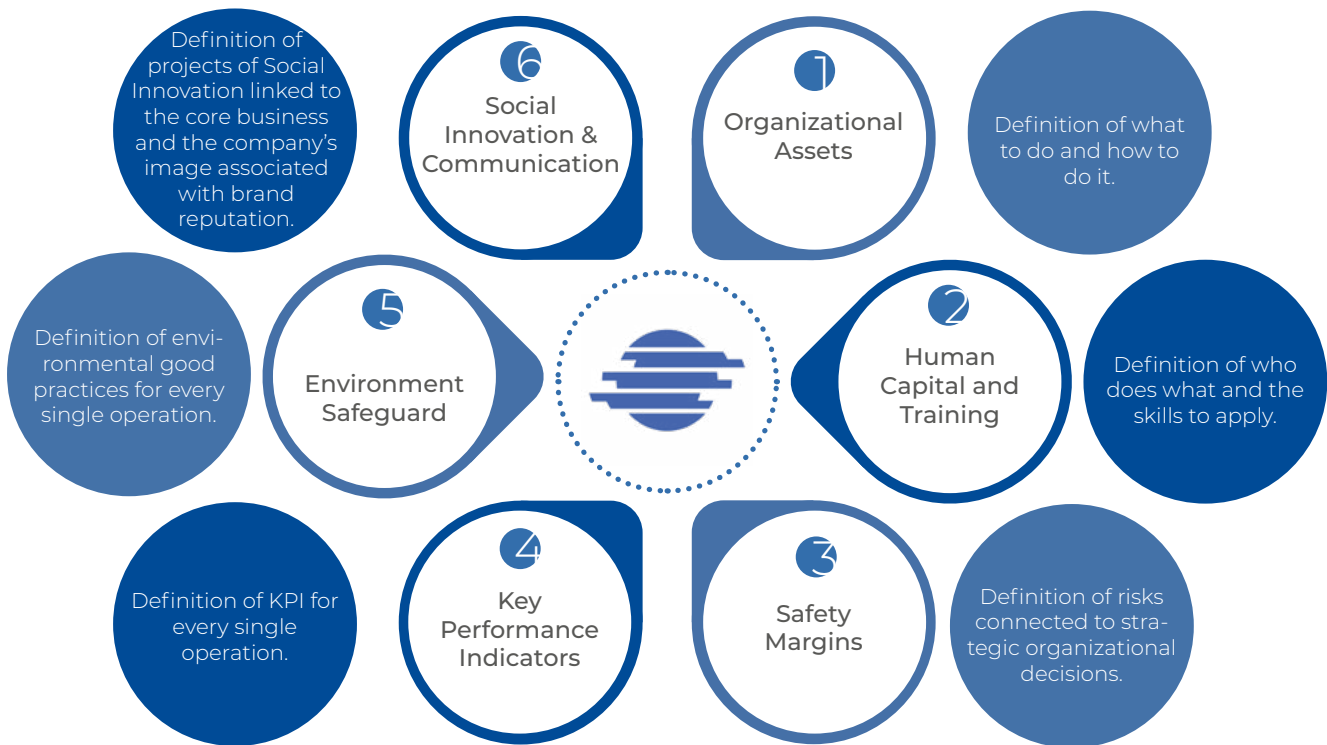 1
Organizational
Assets
Definition of what
to do and how to
do it.
2
Human
Capital and
Training
Definition of who
does what and the
skills to apply.
3
Safety
Margins
Definition of risks
connected to stra-
tegic organizational
decisions.
4
Key
Performance
Indicators
Definition of KPI for
every single
operation.
5
Environment
Safeguard
Definition of envi-
ronmental good
practices for every
single operation.
6
Social
Innovation &
Communication
Definition of
projects of Social
Innovation linked to
the core business
and the company’s
image associated
with brand
reputation.